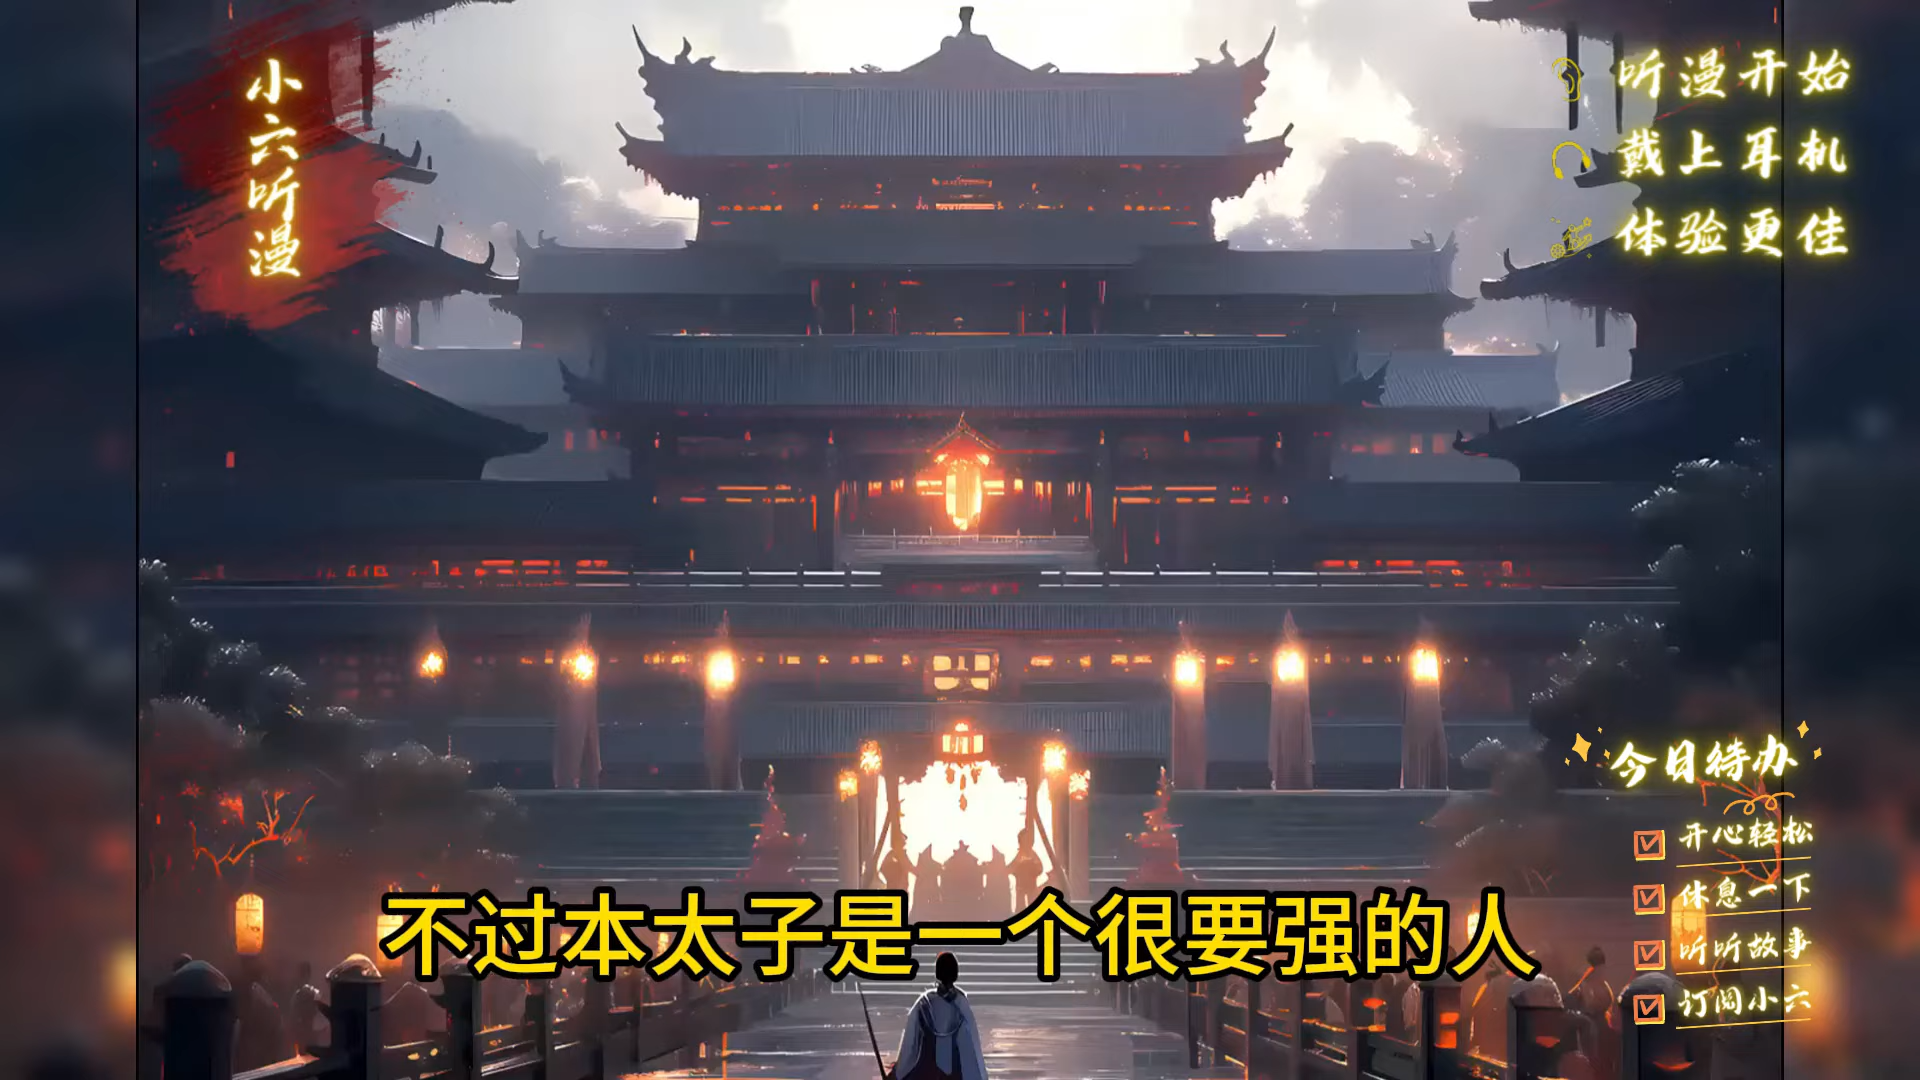 小六听漫
听漫开始
戴上耳机
体验更佳
今日待办
开心轻松
休息一下
听听故事
订阅小六
不过本太子是一个很要强的人